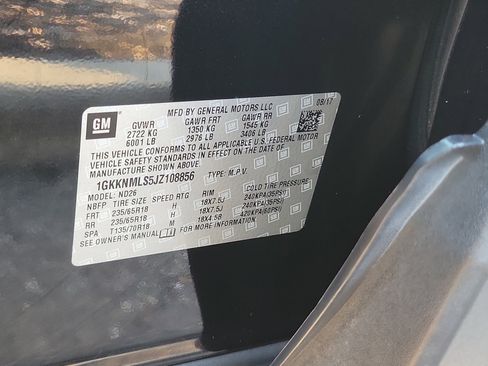 GM
MFD BY GENERAL MOTORS LLC 08/17
GVWR GAWR FRT GAWR RR
2722 KG 1350 KG 1545 KG
6001 LB 2976 LB 3406 LB
THIS VEHICLE CONFORMS TO ALL APPLICABLE U.S. FEDERAL MOTOR
VEHICLE SAFETY STANDARDS IN EFFECT ON THE DATE OF
MANUFACTURE SHOWN ABOVE.
1GKKNMLS5JZ108856 TYPE: M.P.V.
MODEL: ND26
NBFP TIRE SIZE SPEED RTG RIM COLD TIRE PRESSURE
FRT 235/65R18 H 18X7.5J 240KPA(35PSI)
RR 235/65R18 H 18X7.5J 240KPA(35PSI)
SPA T135/70R18 M 18X4.5B 420KPA(60PSI)
SEE OWNER'S MANUAL FOR MORE INFORMATION.